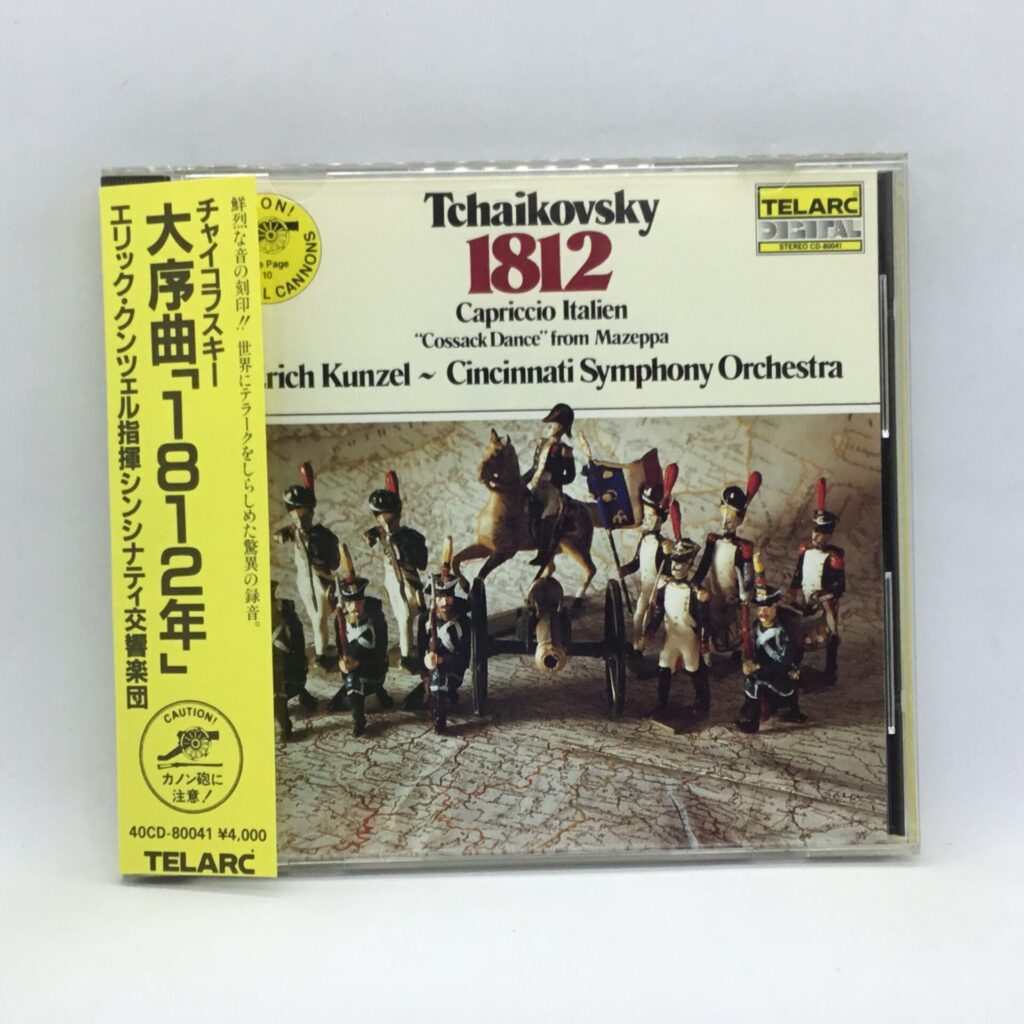 鮮烈な音の刻印!! 世界にテラークをしらしめた驚異の録音。
チャイコフスキー
大序曲「1812年」
エリック・クンツェル指揮シンシナティ交響楽団
CAUTION!
カノン砲に
注意!
40CD-80041 ¥4,000
TELARC
ON!
Page
10
CANNONS
Tchaikovsky
1812
Capriccio Italien
"Cossack Dance" from Mazeppa
rich Kunzel ~ Cincinnati Symphony Orchestra
TELARC
DIGITAL
STEREO CD-80041